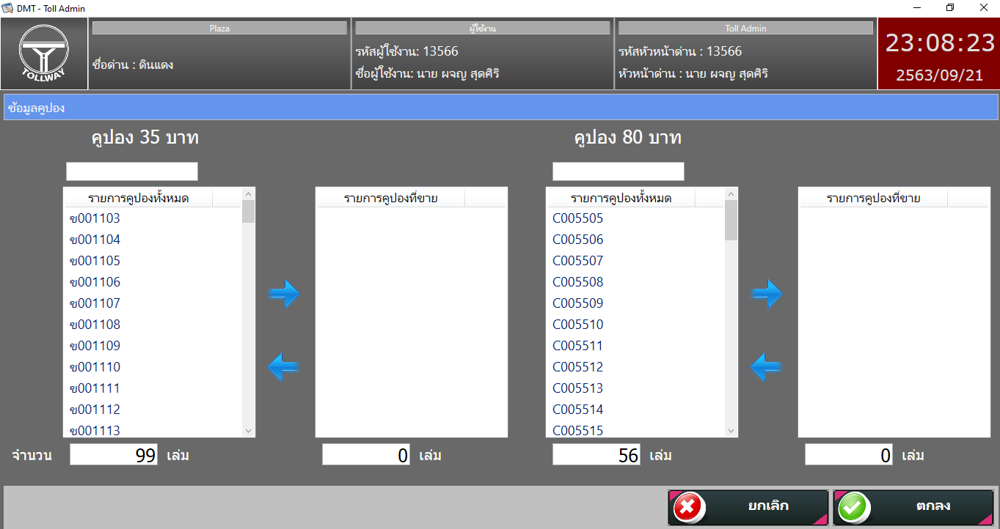 DMT - Toll Admin
TOLLWAY
Plaza
ชื่อด่าน : ดินแดง
ผู้ใช้งาน
รหัสผู้ใช้งาน: 13566
ชื่อผู้ใช้งาน: นาย ผจญ สุดศิริ
Toll Admin
รหัสหัวหน้าด่าน : 13566
หัวหน้าด่าน : นาย ผจญ สุดศิริ
23:08:23
2563/09/21
ข้อมูลคูปอง
คูปอง 35 บาท
รายการคูปองทั้งหมด
ข001103
ข001104
ข001105
ข001106
ข001107
ข001108
ข001109
ข001110
ข001111
ข001112
ข001113
รายการคูปองที่ขาย
คูปอง 80 บาท
รายการคูปองทั้งหมด
C005505
C005506
C005507
C005508
C005509
C005510
C005511
C005512
C005513
C005514
C005515
รายการคูปองที่ขาย
จำนวน 99 เล่ม 0 เล่ม 56 เล่ม 0 เล่ม
ยกเลิก
ตกลง